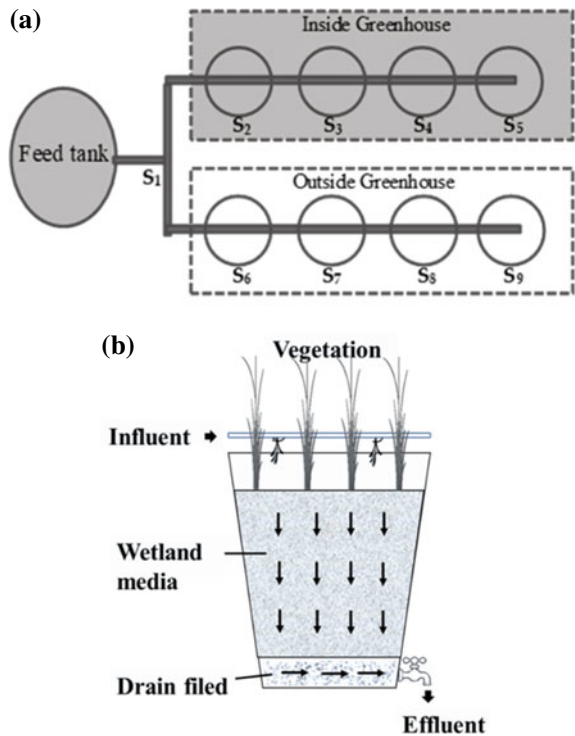 (a)
Inside Greenhouse
S2 S3 S4 S5
Feed tank
S1
Outside Greenhouse
S6 S7 S8 S9
(b)
Vegetation
Influent
Wetland
media
Drain filed
Effluent